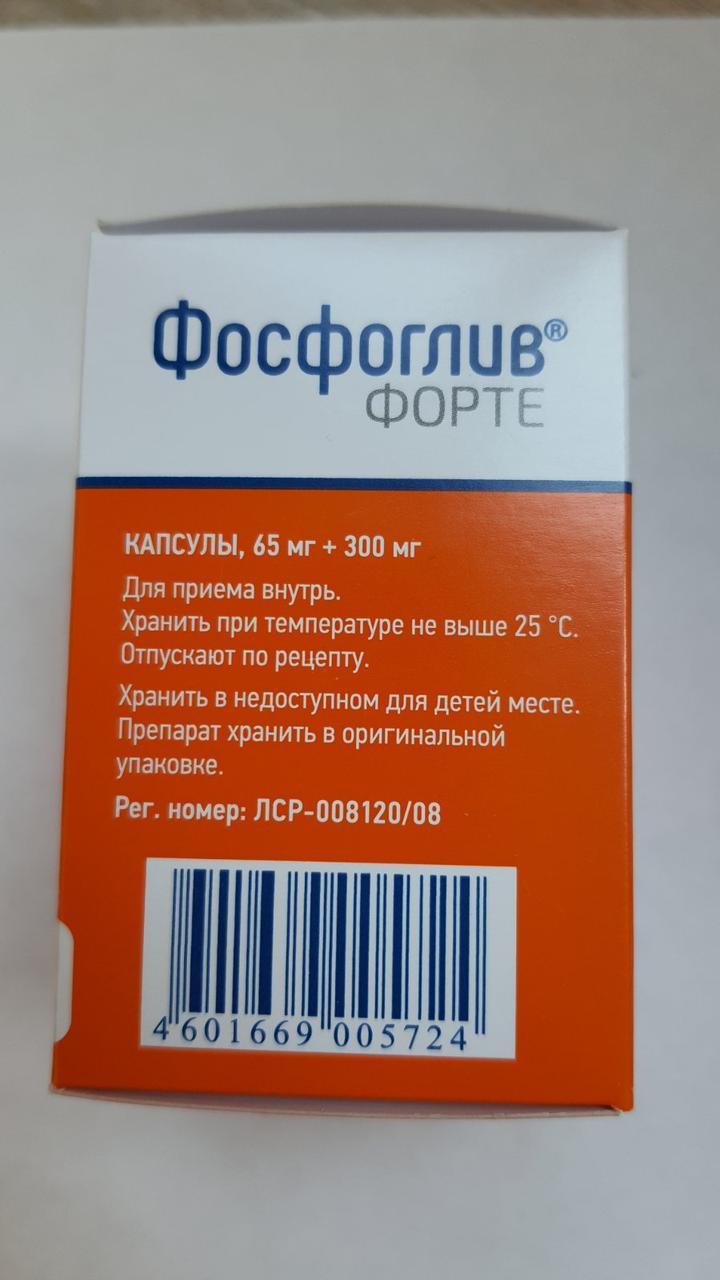 Фосфоглив®
ФОРТЕ
КАПСУЛЫ, 65 мг + 300 мг
Для приема внутрь.
Хранить при температуре не выше 25 °C.
Отпускают по рецепту.
Хранить в недоступном для детей месте.
Препарат хранить в оригинальной
упаковке.
Рег. номер: ЛСР-008120/08
4 601669 005724